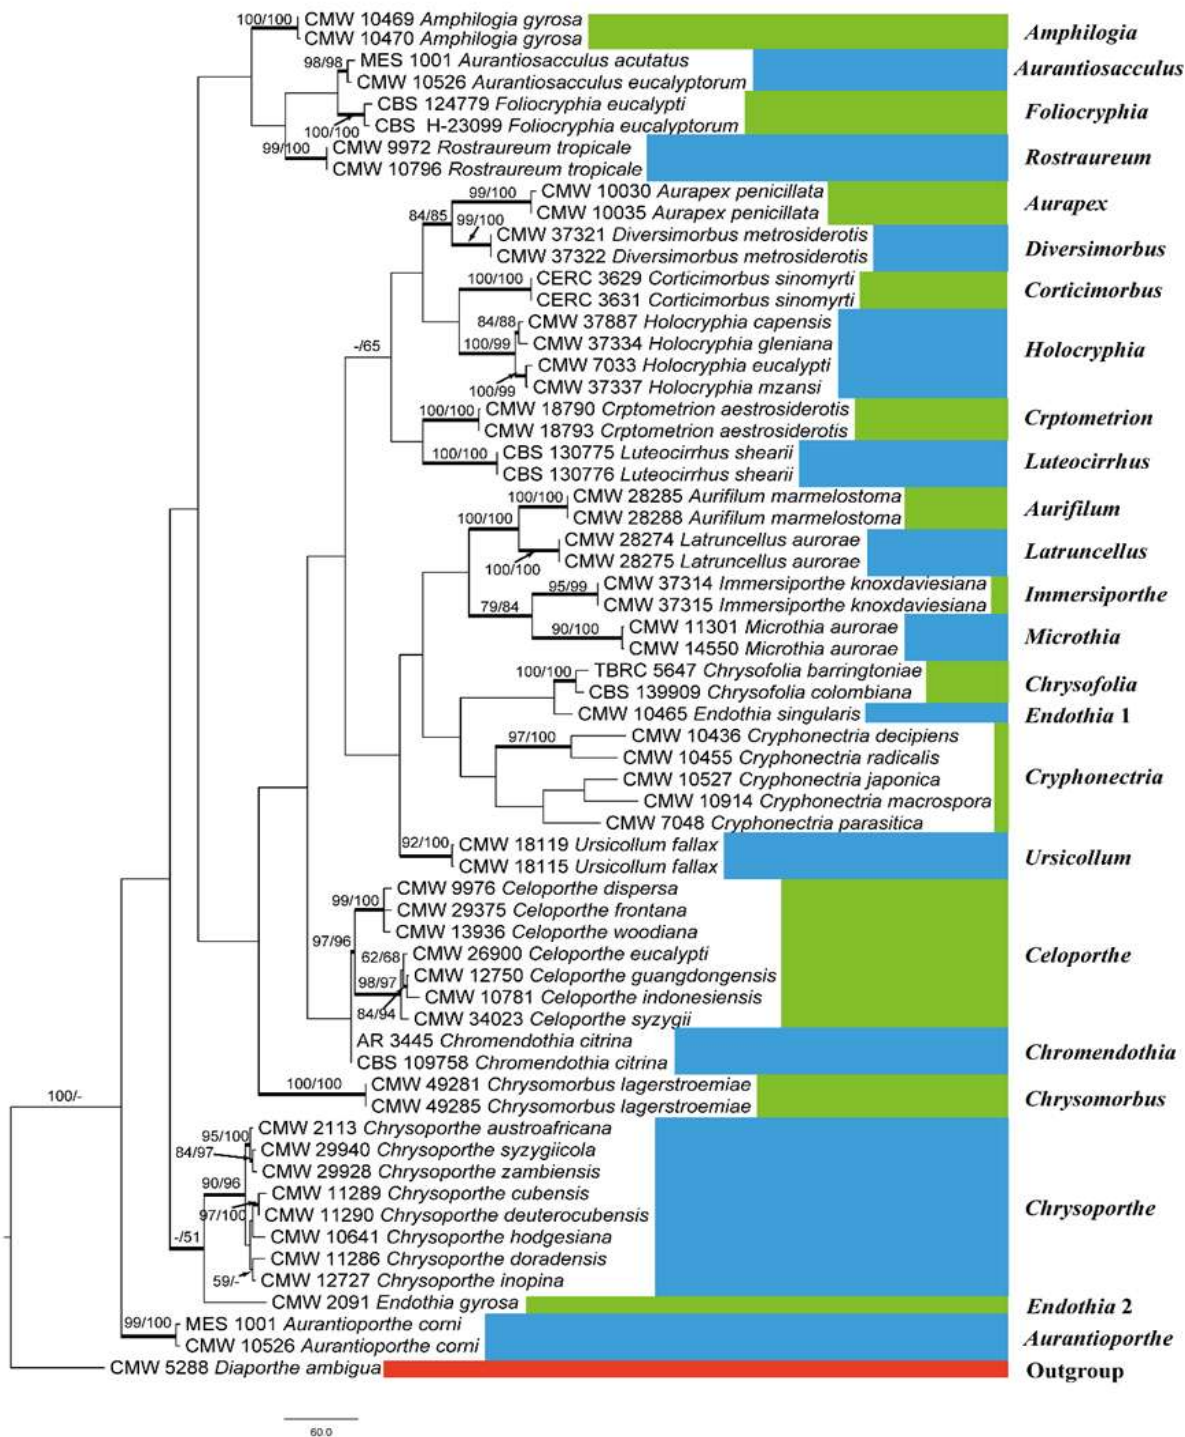 100/100 CMW 10469 Amphilogia gyrosa
CMW 10470 Amphilogia gyrosa
Amphilogia
98/98 MES 1001 Aurantiosacculus acutatus
CMW 10526 Aurantiosacculus eucalyptorum
Aurantiosacculus
CBS 124779 Foliocryphia eucalypti
100/100 CBS H-23099 Foliocryphia eucalyptorum
Foliocryphia
99/100 CMW 9972 Rostraureum tropicale
CMW 10796 Rostraureum tropicale
Rostraureum
99/100 CMW 10030 Aurapex penicillata
84/85 CMW 10035 Aurapex penicillata
Aurapex
99/100 CMW 37321 Diversimorbus metrosiderotis
CMW 37322 Diversimorbus metrosiderotis
Diversimorbus
100/100 CERC 3629 Corticimorbus sinomyrti
CERC 3631 Corticimorbus sinomyrti
Corticimorbus
84/88 CMW 37887 Holocryphia capensis
-/65 100/99 CMW 37334 Holocryphia gleniana
CMW 7033 Holocryphia eucalypti
100/99 CMW 37337 Holocryphia mzansi
Holocryphia
100/100 CMW 18790 Crptometrion aestrosiderotis
CMW 18793 Crptometrion aestrosiderotis
Crptometrion
100/100 CBS 130775 Luteocirrhus shearii
CBS 130776 Luteocirrhus shearii
Luteocirrhus
100/100 CMW 28285 Aurifilum marmelostoma
100/100 CMW 28288 Aurifilum marmelostoma
Aurifilum
CMW 28274 Latruncellus aurorae
100/100 CMW 28275 Latruncellus aurorae
Latruncellus
95/99 CMW 37314 Immersiporthe knoxdaviesiana
79/84 CMW 37315 Immersiporthe knoxdaviesiana
Immersiporthe
90/100 CMW 11301 Microthia aurorae
CMW 14550 Microthia aurorae
Microthia
100/100 TBRC 5647 Chrysofolia barringtoniae
CBS 139909 Chrysofolia colombiana
Chrysofolia
CMW 10465 Endothia singularis
Endothia 1
97/100 CMW 10436 Cryphonectria decipiens
CMW 10455 Cryphonectria radicalis
CMW 10527 Cryphonectria japonica
CMW 10914 Cryphonectria macrospora
CMW 7048 Cryphonectria parasitica
Cryphonectria
92/100 CMW 18119 Ursicollum fallax
CMW 18115 Ursicollum fallax
Ursicollum
CMW 9976 Celoporthe dispersa
99/100 CMW 29375 Celoporthe frontana
CMW 13936 Celoporthe woodiana
97/96 62/68 CMW 26900 Celoporthe eucalypti
98/97 CMW 12750 Celoporthe guangdongensis
CMW 10781 Celoporthe indonesiensis
84/94 CMW 34023 Celoporthe syzygii
Celoporthe
AR 3445 Chromendothia citrina
CBS 109758 Chromendothia citrina
Chromendothia
100/100 CMW 49281 Chrysomorbus lagerstroemiae
CMW 49285 Chrysomorbus lagerstroemiae
Chrysomorbus
100/-
95/100 CMW 2113 Chrysoporthe austroafricana
84/97 CMW 29940 Chrysoporthe syzygiicola
CMW 29928 Chrysoporthe zambiensis
90/96 CMW 11289 Chrysoporthe cubensis
97/100 CMW 11290 Chrysoporthe deuterocubensis
-/51 CMW 10641 Chrysoporthe hodgesiana
CMW 11286 Chrysoporthe doradensis
59/- CMW 12727 Chrysoporthe inopina
Chrysoporthe
CMW 2091 Endothia gyrosa
Endothia 2
99/100 MES 1001 Aurantioporthe corni
CMW 10526 Aurantioporthe corni
Aurantioporthe
CMW 5288 Diaporthe ambigua
Outgroup
60.0